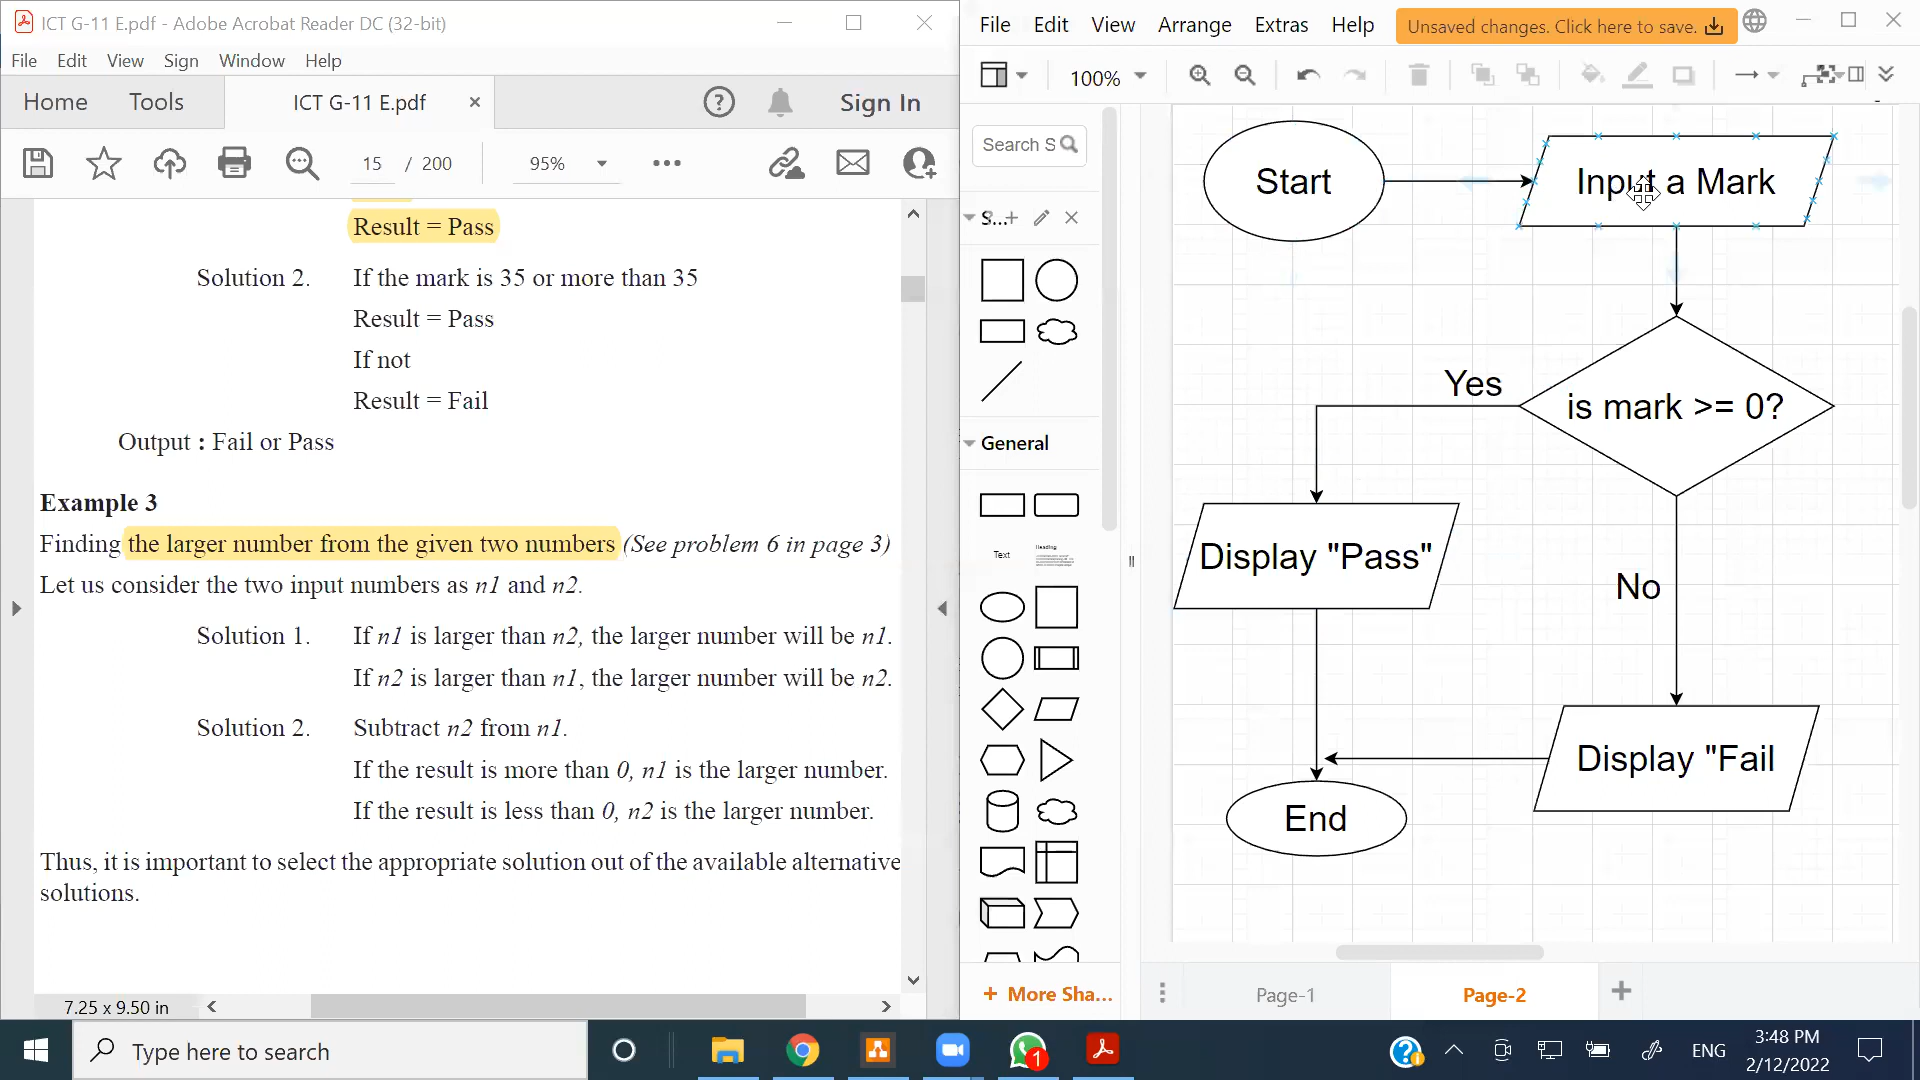 ICT G-11 E.pdf - Adobe Acrobat Reader DC (32-bit)
File Edit View Sign Window Help
Home Tools ICT G-11 E.pdf × ? Sign In
15 / 200 95%
Result = Pass
Solution 2. If the mark is 35 or more than 35
Result = Pass
If not
Result = Fail
Output : Fail or Pass
Example 3
Finding the larger number from the given two numbers (See problem 6 in page 3)
Let us consider the two input numbers as n1 and n2.
Solution 1. If n1 is larger than n2, the larger number will be n1.
If n2 is larger than n1, the larger number will be n2.
Solution 2. Subtract n2 from n1.
If the result is more than 0, n1 is the larger number.
If the result is less than 0, n2 is the larger number.
Thus, it is important to select the appropriate solution out of the available alternative
solutions.
7.25 x 9.50 in
File Edit View Arrange Extras Help Unsaved changes. Click here to save.
100%
Search S
S...
General
Text
Heading
+ More Sha...
Start
Input a Mark
is mark >= 0?
Yes
No
Display "Pass"
Display "Fail
End
Page-1 Page-2
Type here to search
1
ENG
3:48 PM
2/12/2022